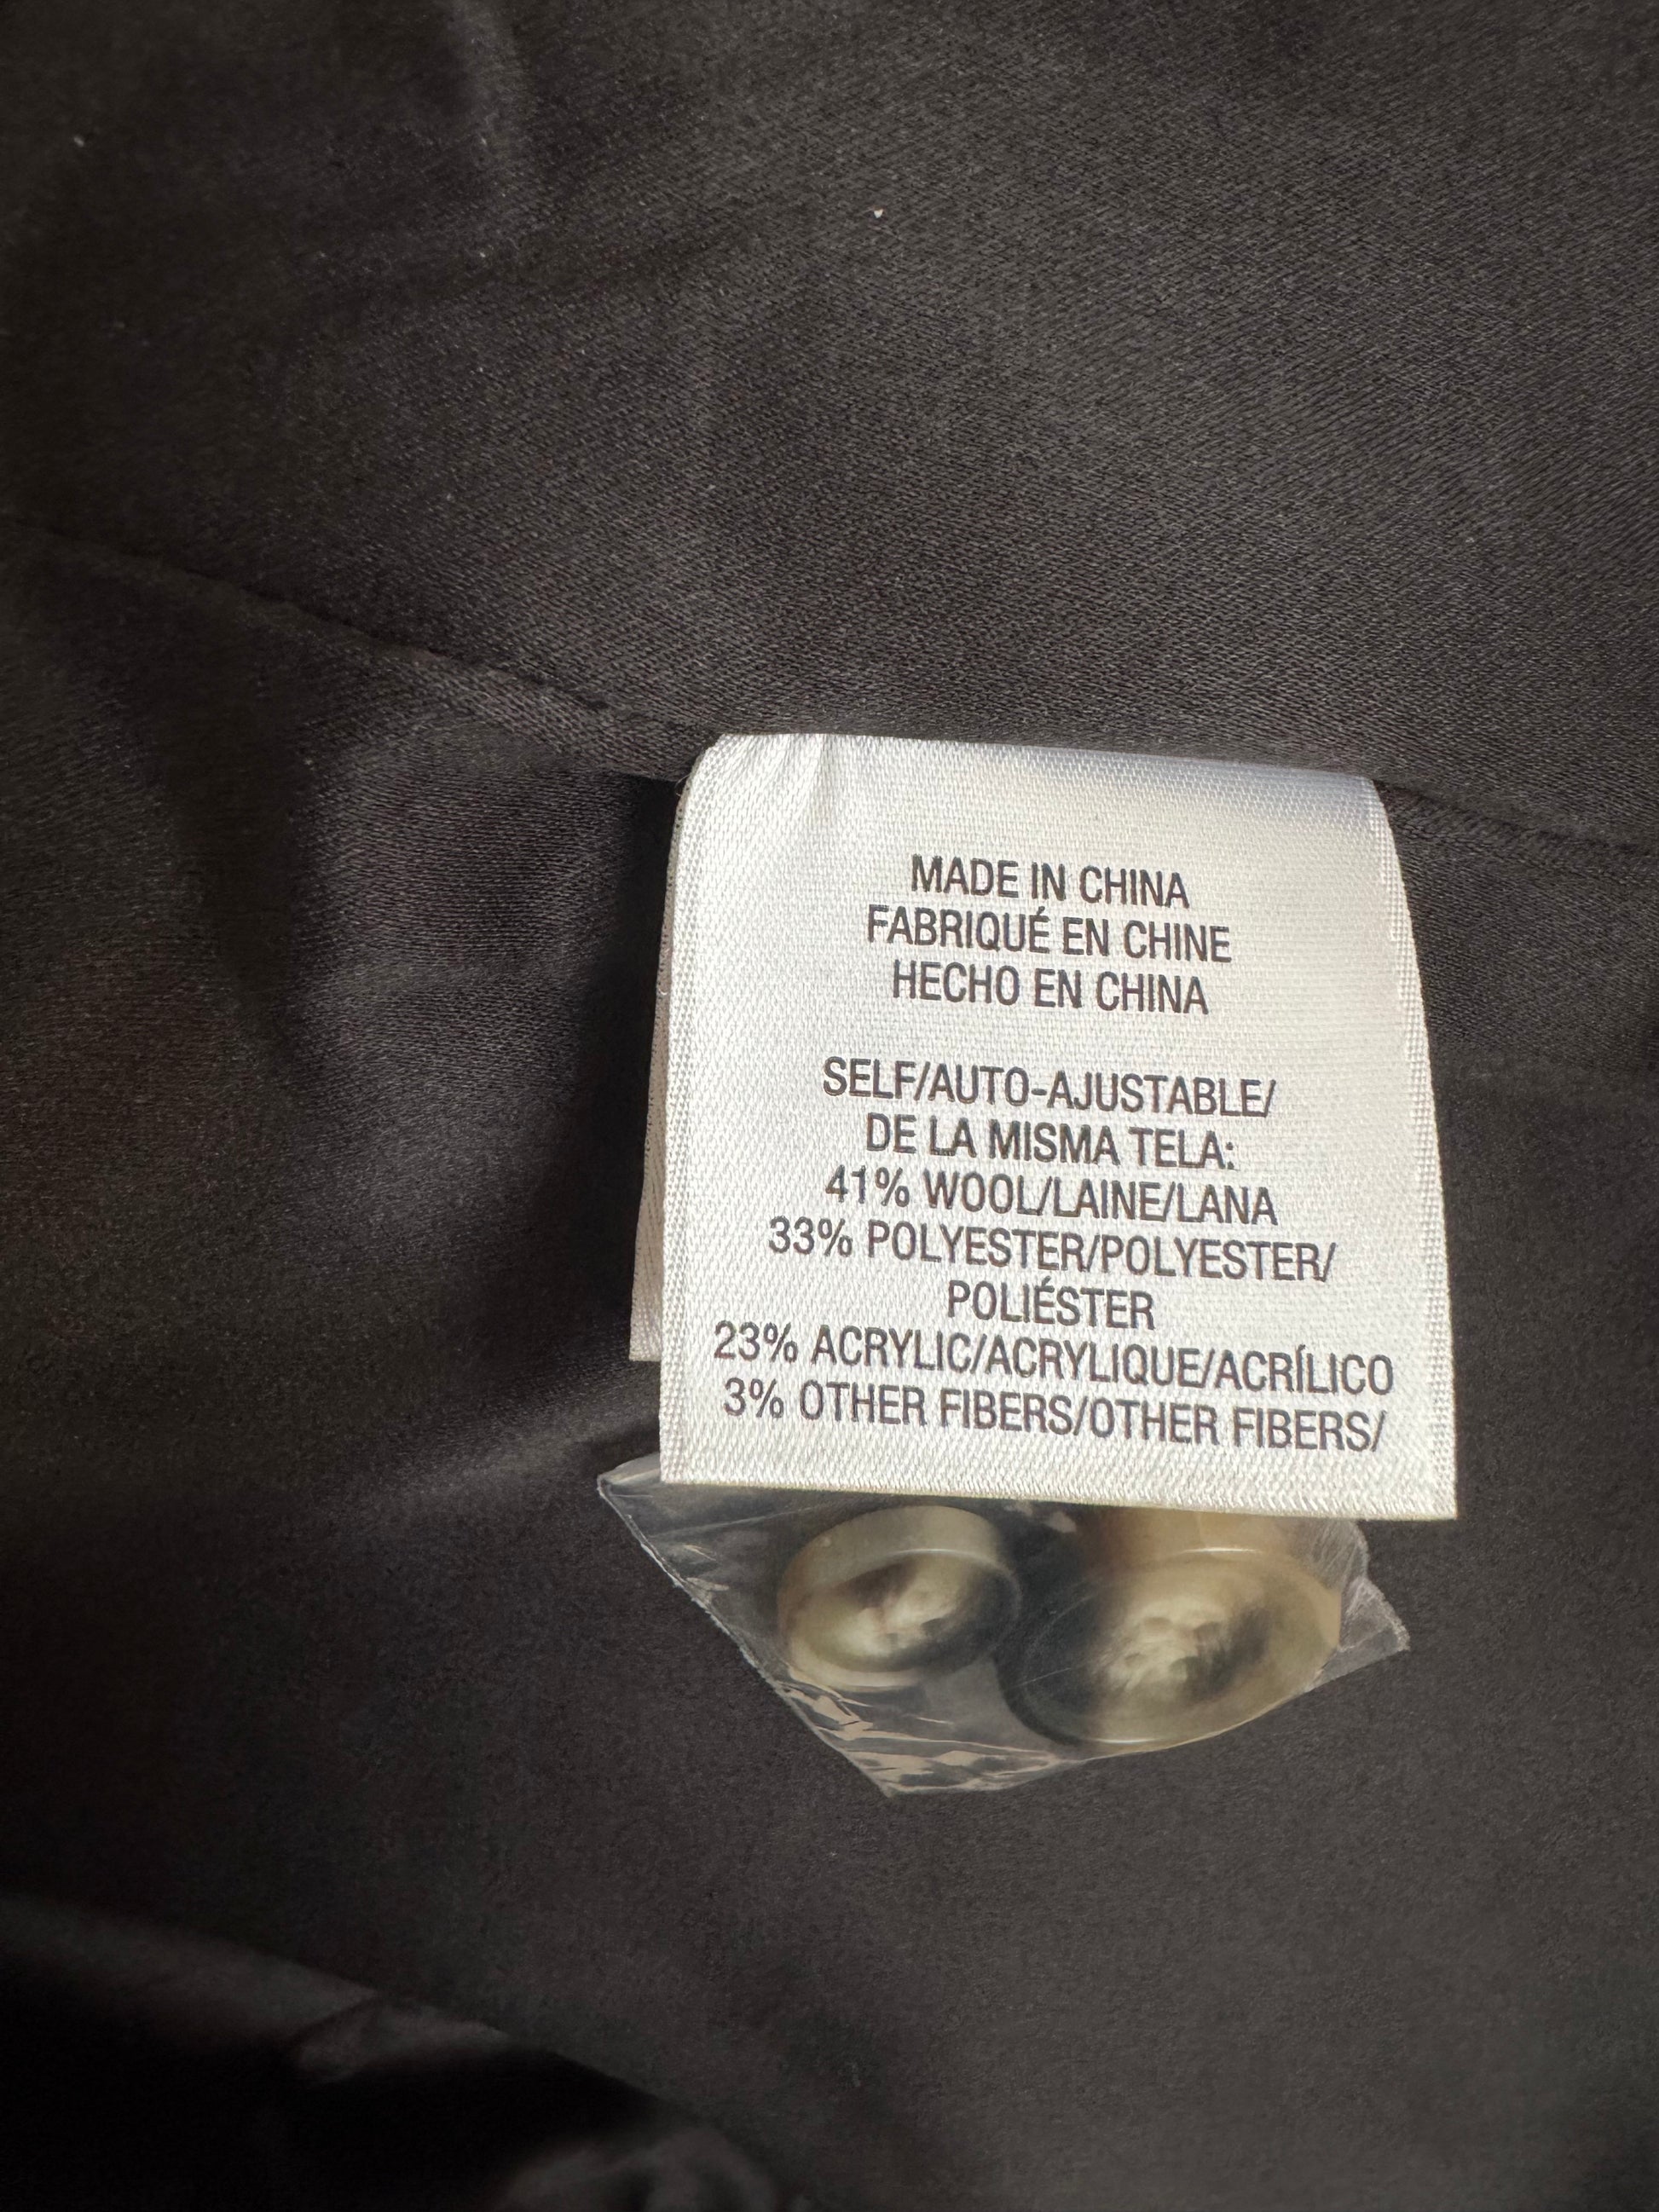 MADE IN CHINA
FABRIQUÉ EN CHINE
HECHO EN CHINA
SELF/AUTO-AJUSTABLE/
DE LA MISMA TELA:
41% WOOL/LAINE/LANA
33% POLYESTER/POLYESTER/
POLIÉSTER
23% ACRYLIC/ACRYLIQUE/ACRÍLICO
3% OTHER FIBERS/OTHER FIBERS/